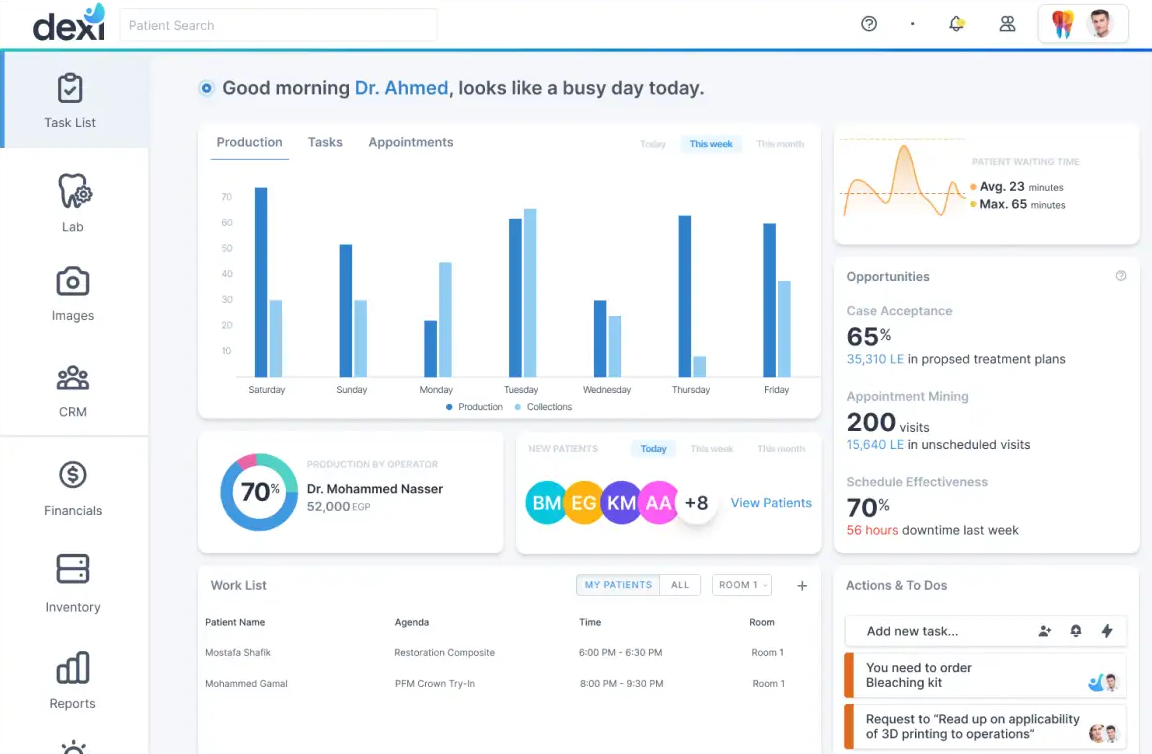 dexi
Patient Search
Task List
Lab
Images
CRM
Financials
Inventory
Reports
Good morning Dr. Ahmed, looks like a busy day today.
Production Tasks Appointments Today This week This month
70
60
50
40
30
20
10
Saturday Sunday Monday Tuesday Wednesday Thursday Friday
Production Collections
PATIENT WAITING TIME
Avg. 23 minutes
Max. 65 minutes
Opportunities
Case Acceptance
65%
35,310 LE in propsed treatment plans
Appointment Mining
200 visits
15,640 LE in unscheduled visits
Schedule Effectiveness
70%
56 hours downtime last week
70%
PRODUCTION BY OPERATOR
Dr. Mohammed Nasser
52,000 EGP
NEW PATIENTS Today This week This month
BM EG KM AA +8 View Patients
Work List MY PATIENTS ALL ROOM 1 +
Patient Name Agenda Time Room
Mostafa Shafik Restoration Composite 6:00 PM - 6:30 PM Room 1
Mohammed Gamal PFM Crown Try-In 8:00 PM - 9:30 PM Room 1
Actions & To Dos
Add new task...
You need to order
Bleaching kit
Request to “Read up on applicability
of 3D printing to operations”